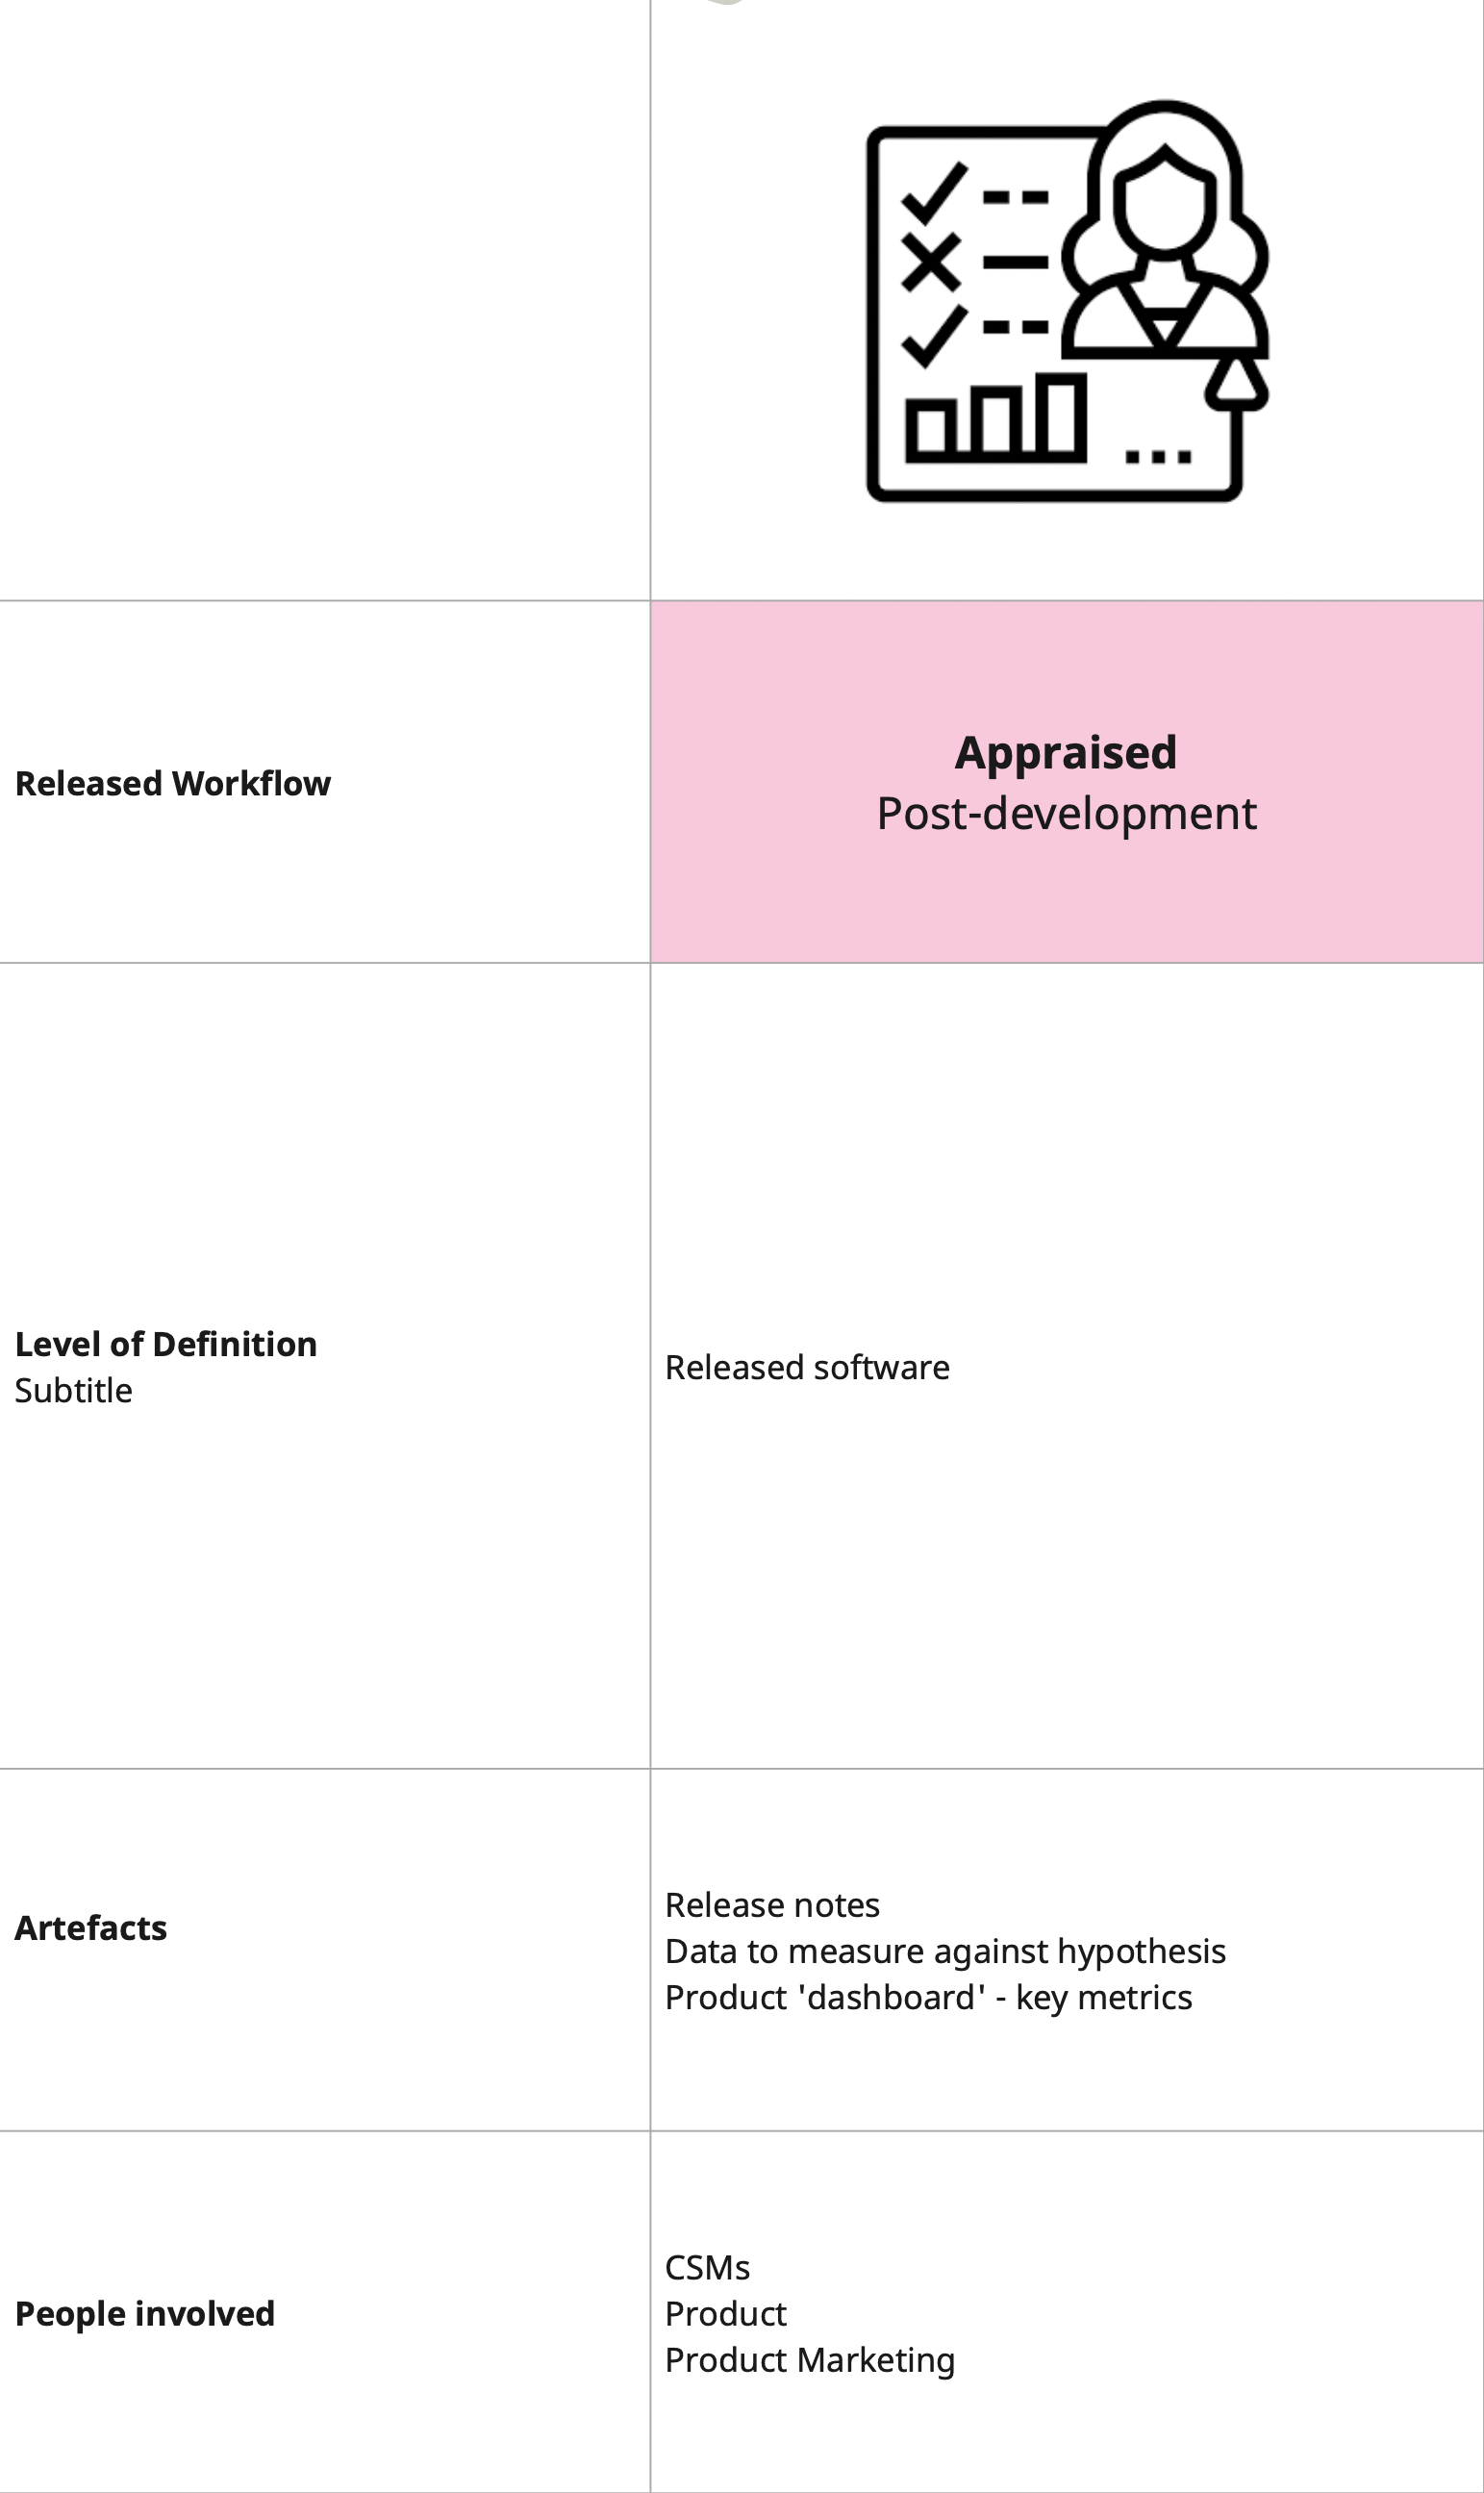 Released Workflow
Appraised
Post-development
Level of Definition
Subtitle
Released software
Artefacts
Release notes
Data to measure against hypothesis
Product 'dashboard' - key metrics
People involved
CSMs
Product
Product Marketing